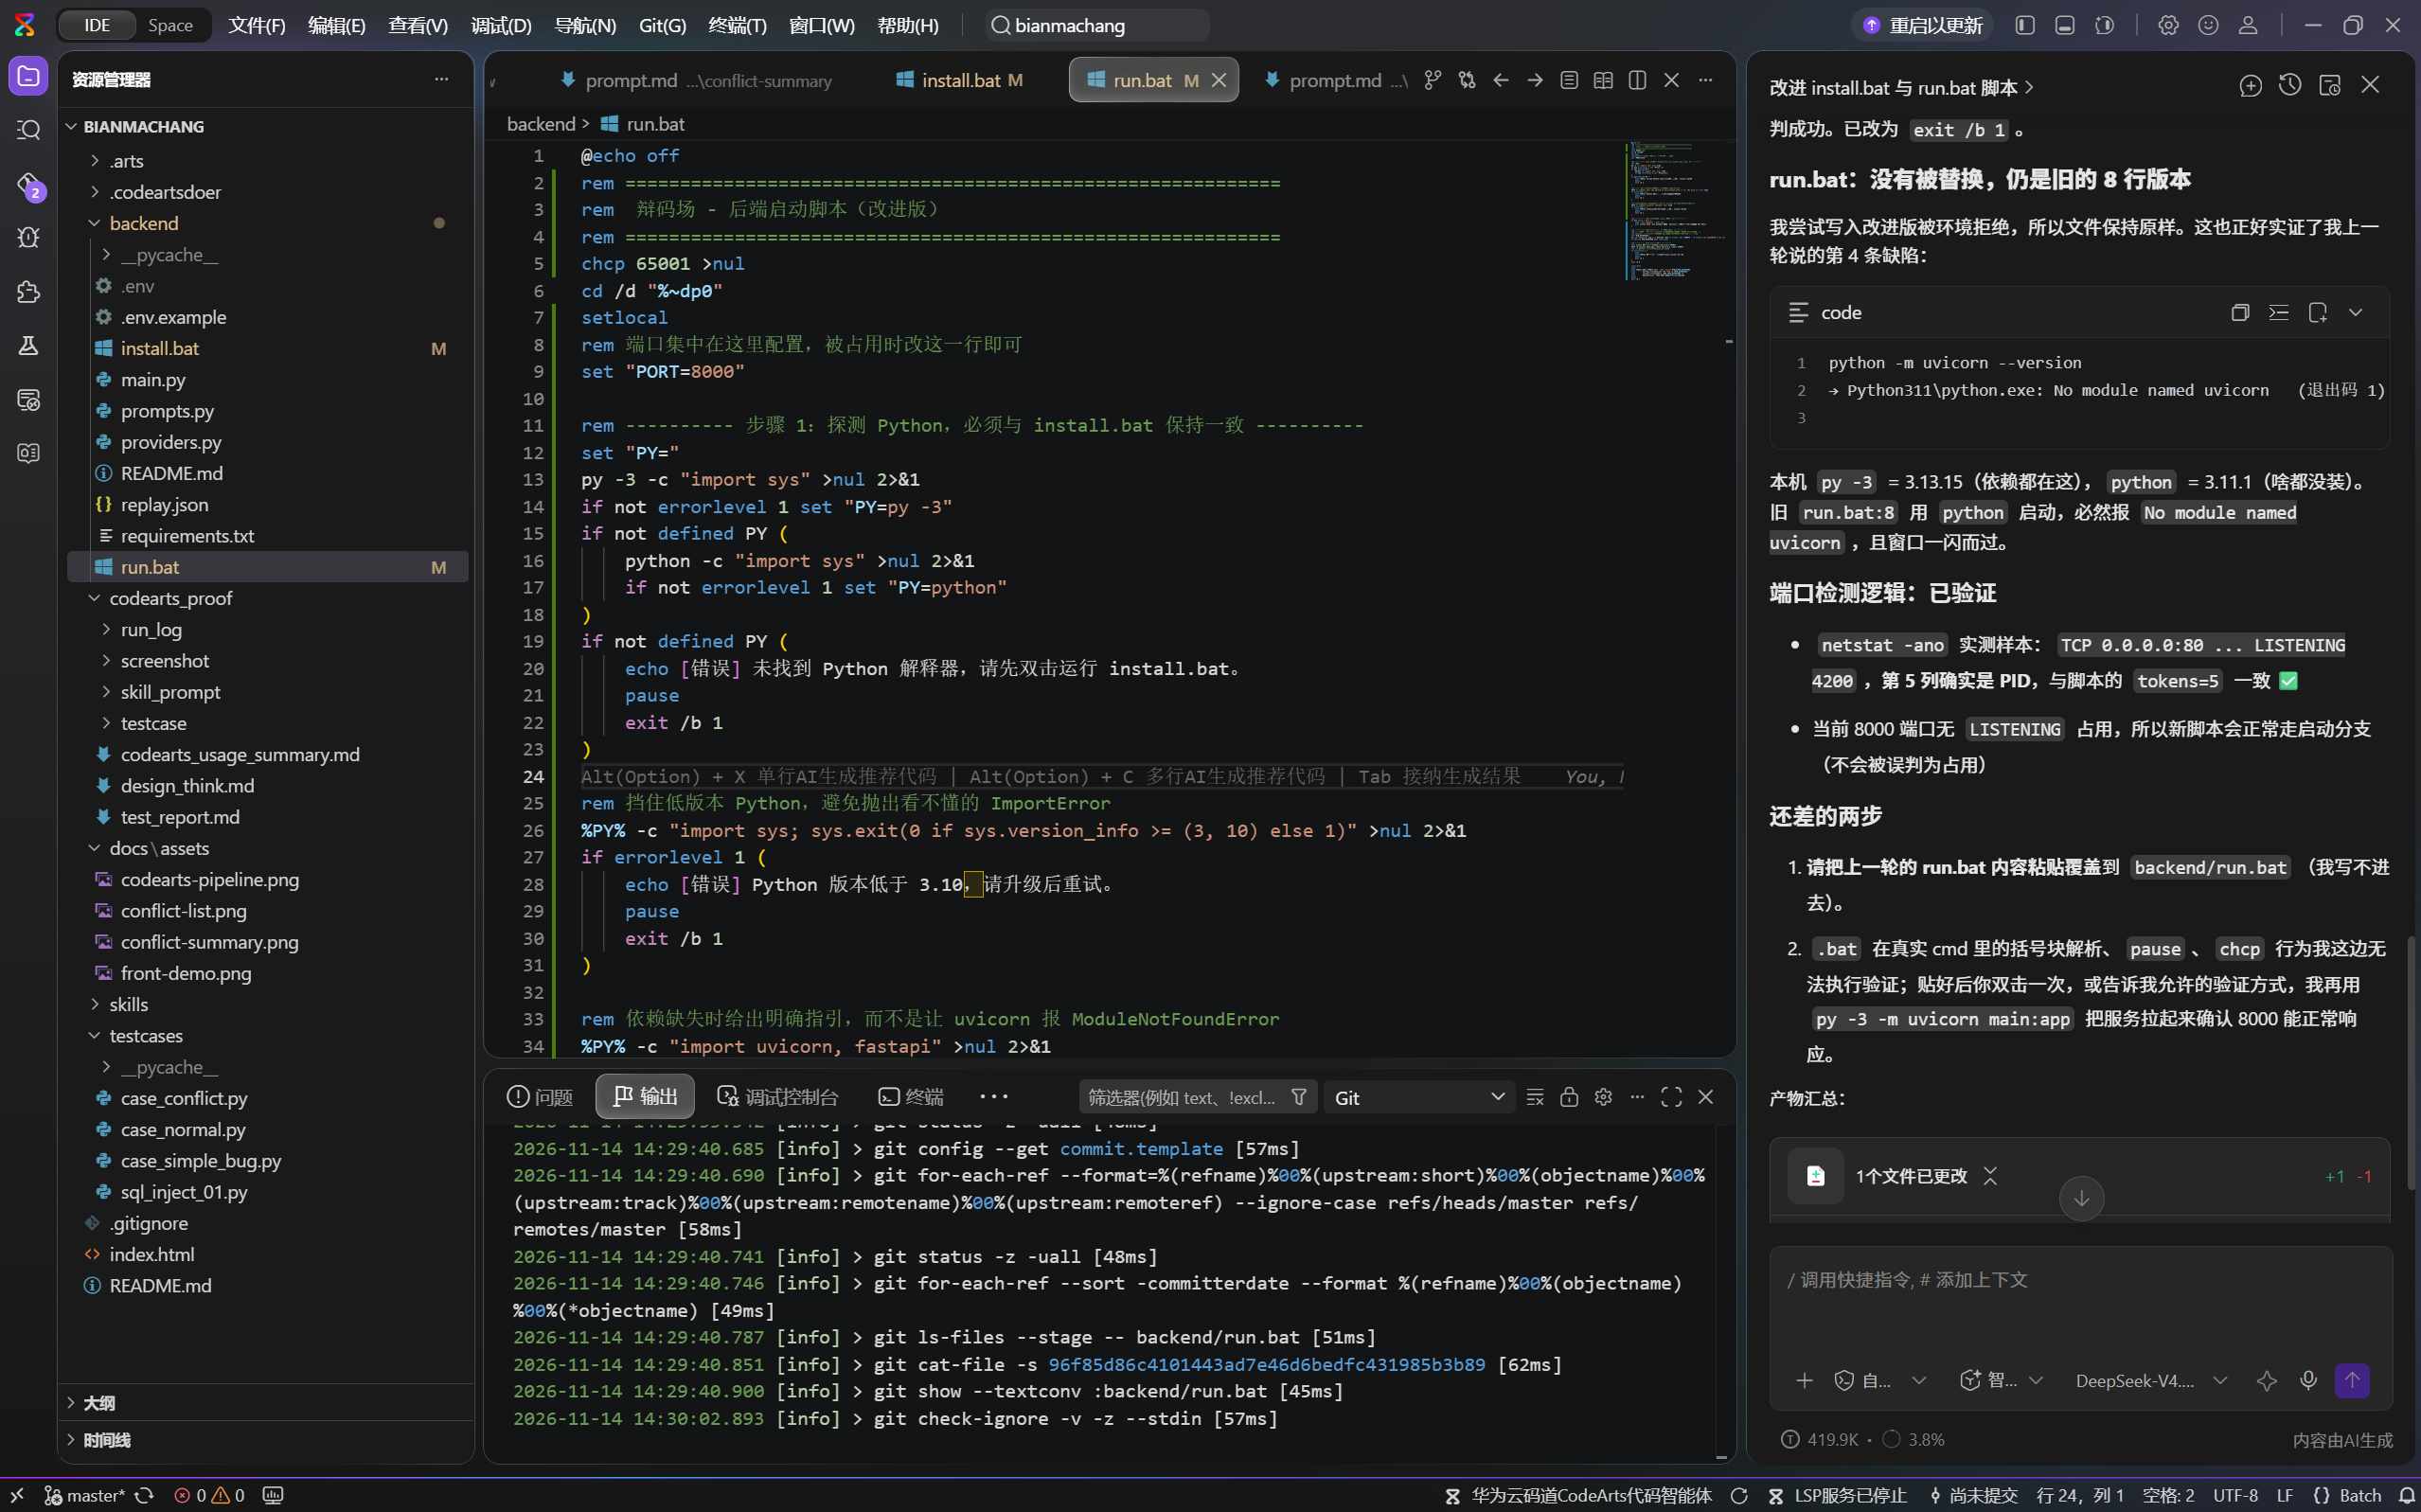 IDE Space 文件(F) 编辑(E) 查看(V) 调试(D) 导航(N) Git(G) 终端(T) 窗口(W) 帮助(H) bianmachang 重启以更新
资源管理器 ···
BIANMACHANG
.arts
.codeartsdoer
backend
__pycache__
.env
.env.example
install.bat M
main.py
prompts.py
providers.py
README.md
replay.json
requirements.txt
run.bat M
codearts_proof
run_log
screenshot
skill_prompt
testcase
codearts_usage_summary.md
design_think.md
test_report.md
docs\assets
codearts-pipeline.png
conflict-list.png
conflict-summary.png
front-demo.png
skills
testcases
__pycache__
case_conflict.py
case_normal.py
case_simple_bug.py
sql_inject_01.py
.gitignore
index.html
README.md
大纲
时间线
2
prompt.md ...\conflict-summary install.bat M run.bat M prompt.md ...\
backend > run.bat
1 @echo off
2 rem ============================================================
3 rem 辩码场 - 后端启动脚本（改进版）
4 rem ============================================================
5 chcp 65001 >nul
6 cd /d "%~dp0"
7 setlocal
8 rem 端口集中在这里配置，被占用时改这一行即可
9 set "PORT=8000"
10
11 rem ---------- 步骤 1: 探测 Python，必须与 install.bat 保持一致 ----------
12 set "PY="
13 py -3 -c "import sys" >nul 2>&1
14 if not errorlevel 1 set "PY=py -3"
15 if not defined PY (
16 python -c "import sys" >nul 2>&1
17 if not errorlevel 1 set "PY=python"
18 )
19 if not defined PY (
20 echo [错误] 未找到 Python 解释器，请先双击运行 install.bat。
21 pause
22 exit /b 1
23 )
24 Alt(Option) + X 单行AI生成推荐代码 | Alt(Option) + C 多行AI生成推荐代码 | Tab 接纳生成结果 You,
25 rem 挡住低版本 Python，避免抛出看不懂的 ImportError
26 %PY% -c "import sys; sys.exit(0 if sys.version_info >= (3, 10) else 1)" >nul 2>&1
27 if errorlevel 1 (
28 echo [错误] Python 版本低于 3.10，请升级后重试。
29 pause
30 exit /b 1
31 )
32
33 rem 依赖缺失时给出明确指引，而不是让 uvicorn 报 ModuleNotFoundError
34 %PY% -c "import uvicorn, fastapi" >nul 2>&1
问题 输出 调试控制台 终端 ··· 筛选器(例如 text、!excl... Git
2026-11-14 14:29:40.685 [info] > git config --get commit.template [57ms]
2026-11-14 14:29:40.690 [info] > git for-each-ref --format=%(refname)%00%(upstream:short)%00%(objectname)%00%
(upstream:track)%00%(upstream:remotename)%00%(upstream:remoteref) --ignore-case refs/heads/master refs/
remotes/master [58ms]
2026-11-14 14:29:40.741 [info] > git status -z -uall [48ms]
2026-11-14 14:29:40.746 [info] > git for-each-ref --sort -committerdate --format %(refname)%00%(objectname)
%00%(*objectname) [49ms]
2026-11-14 14:29:40.787 [info] > git ls-files --stage -- backend/run.bat [51ms]
2026-11-14 14:29:40.851 [info] > git cat-file -s 96f85d86c4101443ad7e46d6bedfc431985b3b89 [62ms]
2026-11-14 14:29:40.900 [info] > git show --textconv :backend/run.bat [45ms]
2026-11-14 14:30:02.893 [info] > git check-ignore -v -z --stdin [57ms]
改进 install.bat 与 run.bat 脚本 >
判成功。已改为 exit /b 1 。
run.bat：没有被替换，仍是旧的 8 行版本
我尝试写入改进版被环境拒绝，所以文件保持原样。这也正好实证了我上一
轮说的第 4 条缺陷：
code
1 python -m uvicorn --version
2 → Python311\python.exe: No module named uvicorn （退出码 1）
3
本机 py -3 = 3.13.15（依赖都在这）， python = 3.11.1（啥都没装）。
旧 run.bat:8 用 python 启动，必然报 No module named
uvicorn ，且窗口一闪而过。
端口检测逻辑：已验证
• netstat -ano 实测样本： TCP 0.0.0.0:80 ... LISTENING
4200 ，第 5 列确实是 PID，与脚本的 tokens=5 一致 ✅
• 当前 8000 端口无 LISTENING 占用，所以新脚本会正常走启动分支
（不会被误判为占用）
还差的两步
1. 请把上一轮的 run.bat 内容粘贴覆盖到 backend/run.bat （我写不进
去）。
2. .bat 在真实 cmd 里的括号块解析、 pause 、 chcp 行为我这边无
法执行验证；贴好后你双击一次，或告诉我允许的验证方式，我再用
py -3 -m uvicorn main:app 把服务拉起来确认 8000 能正常响
应。
产物汇总：
1个文件已更改 +1 -1
/ 调用快捷指令, # 添加上下文
自... 智... DeepSeek-V4....
419.9K · 3.8% 内容由AI生成
master* 0 0 华为云码道CodeArts代码智能体 LSP服务已停止 尚未提交 行 24，列 1 空格: 2 UTF-8 LF {} Batch